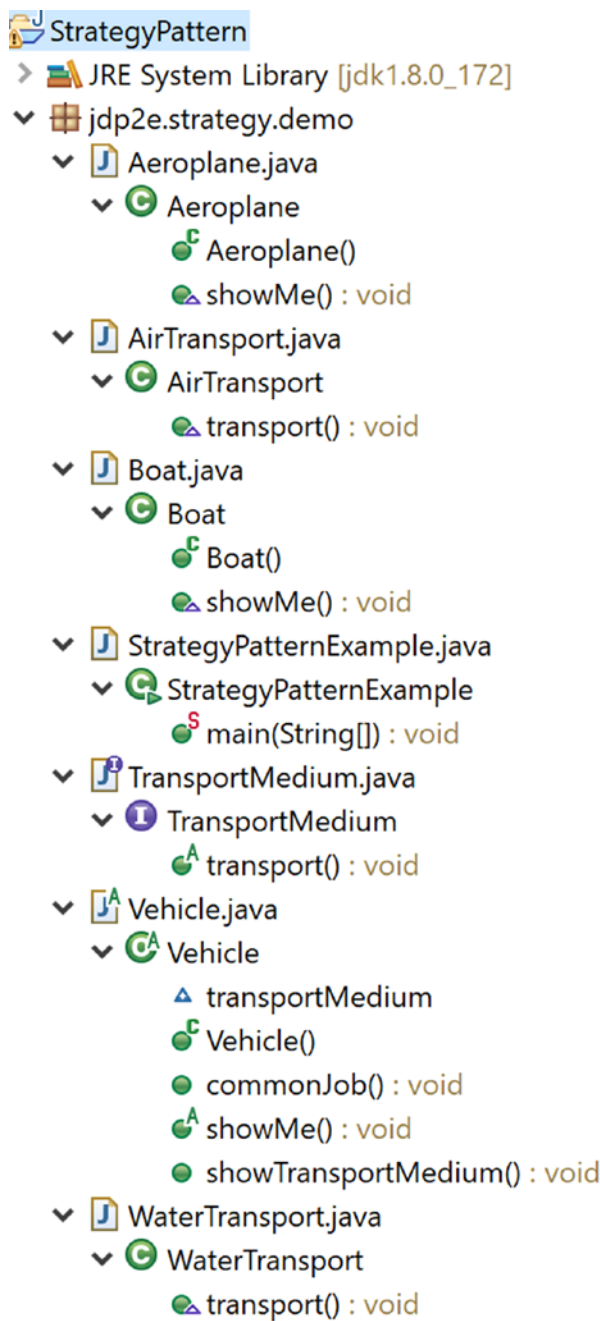 StrategyPattern
JRE System Library [jdk1.8.0_172]
jdp2e.strategy.demo
Aeroplane.java
Aeroplane
Aeroplane()
showMe() : void
AirTransport.java
AirTransport
transport() : void
Boat.java
Boat
Boat()
showMe() : void
StrategyPatternExample.java
StrategyPatternExample
main(String[]) : void
TransportMedium.java
TransportMedium
transport() : void
Vehicle.java
Vehicle
transportMedium
Vehicle()
commonJob() : void
showMe() : void
showTransportMedium() : void
WaterTransport.java
WaterTransport
transport() : void